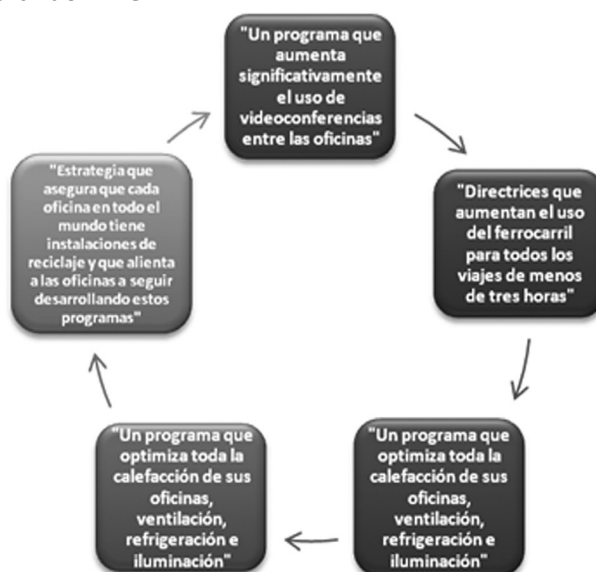 "Un programa que
aumenta
significativamente
el uso de
videoconferencias
entre las oficinas"
"Directrices que
aumentan el uso
del ferrocarril
para todos los
viajes de menos
de tres horas"
"Un programa que
optimiza toda la
calefacción de sus
oficinas,
ventilación,
refrigeración e
iluminación"
"Un programa que
optimiza toda la
calefacción de sus
oficinas,
ventilación,
refrigeración e
iluminación"
"Estrategia que
asegura que cada
oficina en todo el
mundo tiene
instalaciones de
reciclaje y que alienta
a las oficinas a seguir
desarrollando estos
programas"